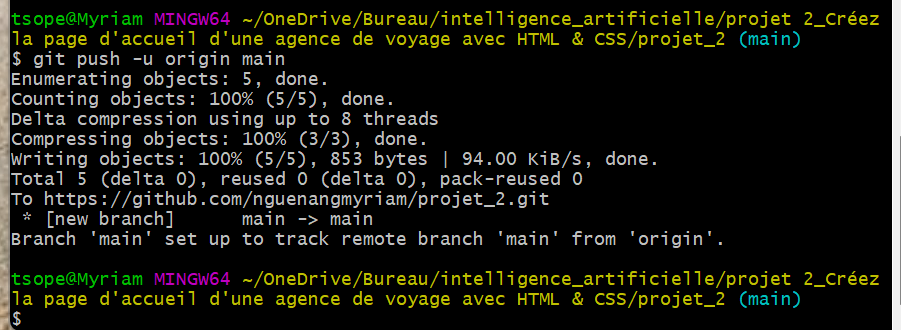 tsope@Myriam MINGW64 ~/OneDrive/Bureau/intelligence_artificielle/projet 2_Créez
la page d'accueil d'une agence de voyage avec HTML & CSS/projet_2 (main)
$ git push -u origin main
Enumerating objects: 5, done.
Counting objects: 100% (5/5), done.
Delta compression using up to 8 threads
Compressing objects: 100% (3/3), done.
Writing objects: 100% (5/5), 853 bytes | 94.00 KiB/s, done.
Total 5 (delta 0), reused 0 (delta 0), pack-reused 0
To https://github.com/nguenangmyriam/projet_2.git
 * [new branch]      main -> main
Branch 'main' set up to track remote branch 'main' from 'origin'.
tsope@Myriam MINGW64 ~/OneDrive/Bureau/intelligence_artificielle/projet 2_Créez
la page d'accueil d'une agence de voyage avec HTML & CSS/projet_2 (main)
$